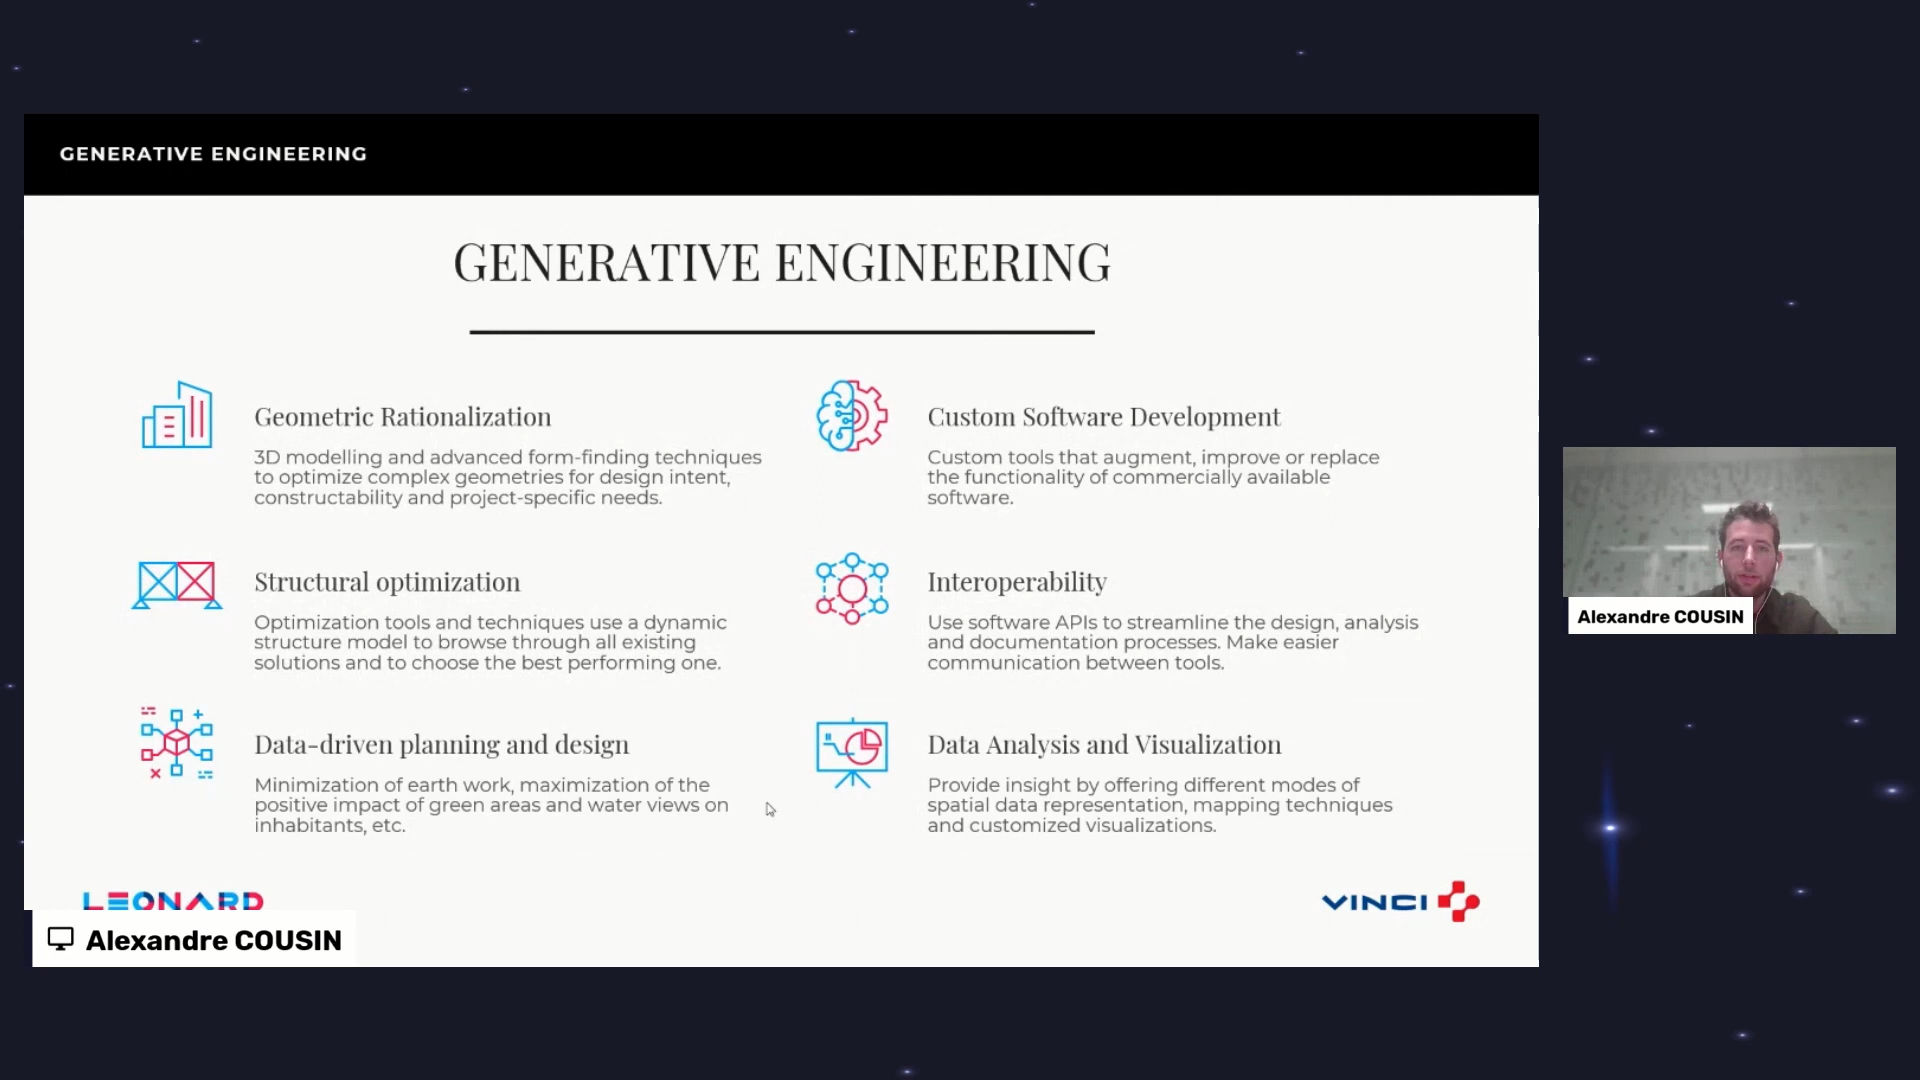 GENERATIVE ENGINEERING
GENERATIVE ENGINEERING
Geometric Rationalization
3D modelling and advanced form-finding techniques
to optimize complex geometries for design intent,
constructability and project-specific needs.
Structural optimization
Optimization tools and techniques use a dynamic
structure model to browse through all existing
solutions and to choose the best performing one.
Data-driven planning and design
Minimization of earth work, maximization of the
positive impact of green areas and water views on
inhabitants, etc.
Custom Software Development
Custom tools that augment, improve or replace
the functionality of commercially available
software.
Interoperability
Use software APIs to streamline the design, analysis
and documentation processes. Make easier
communication between tools.
Data Analysis and Visualization
Provide insight by offering different modes of
spatial data representation, mapping techniques
and customized visualizations.
LEONARD
VINCI
Alexandre COUSIN
Alexandre COUSIN